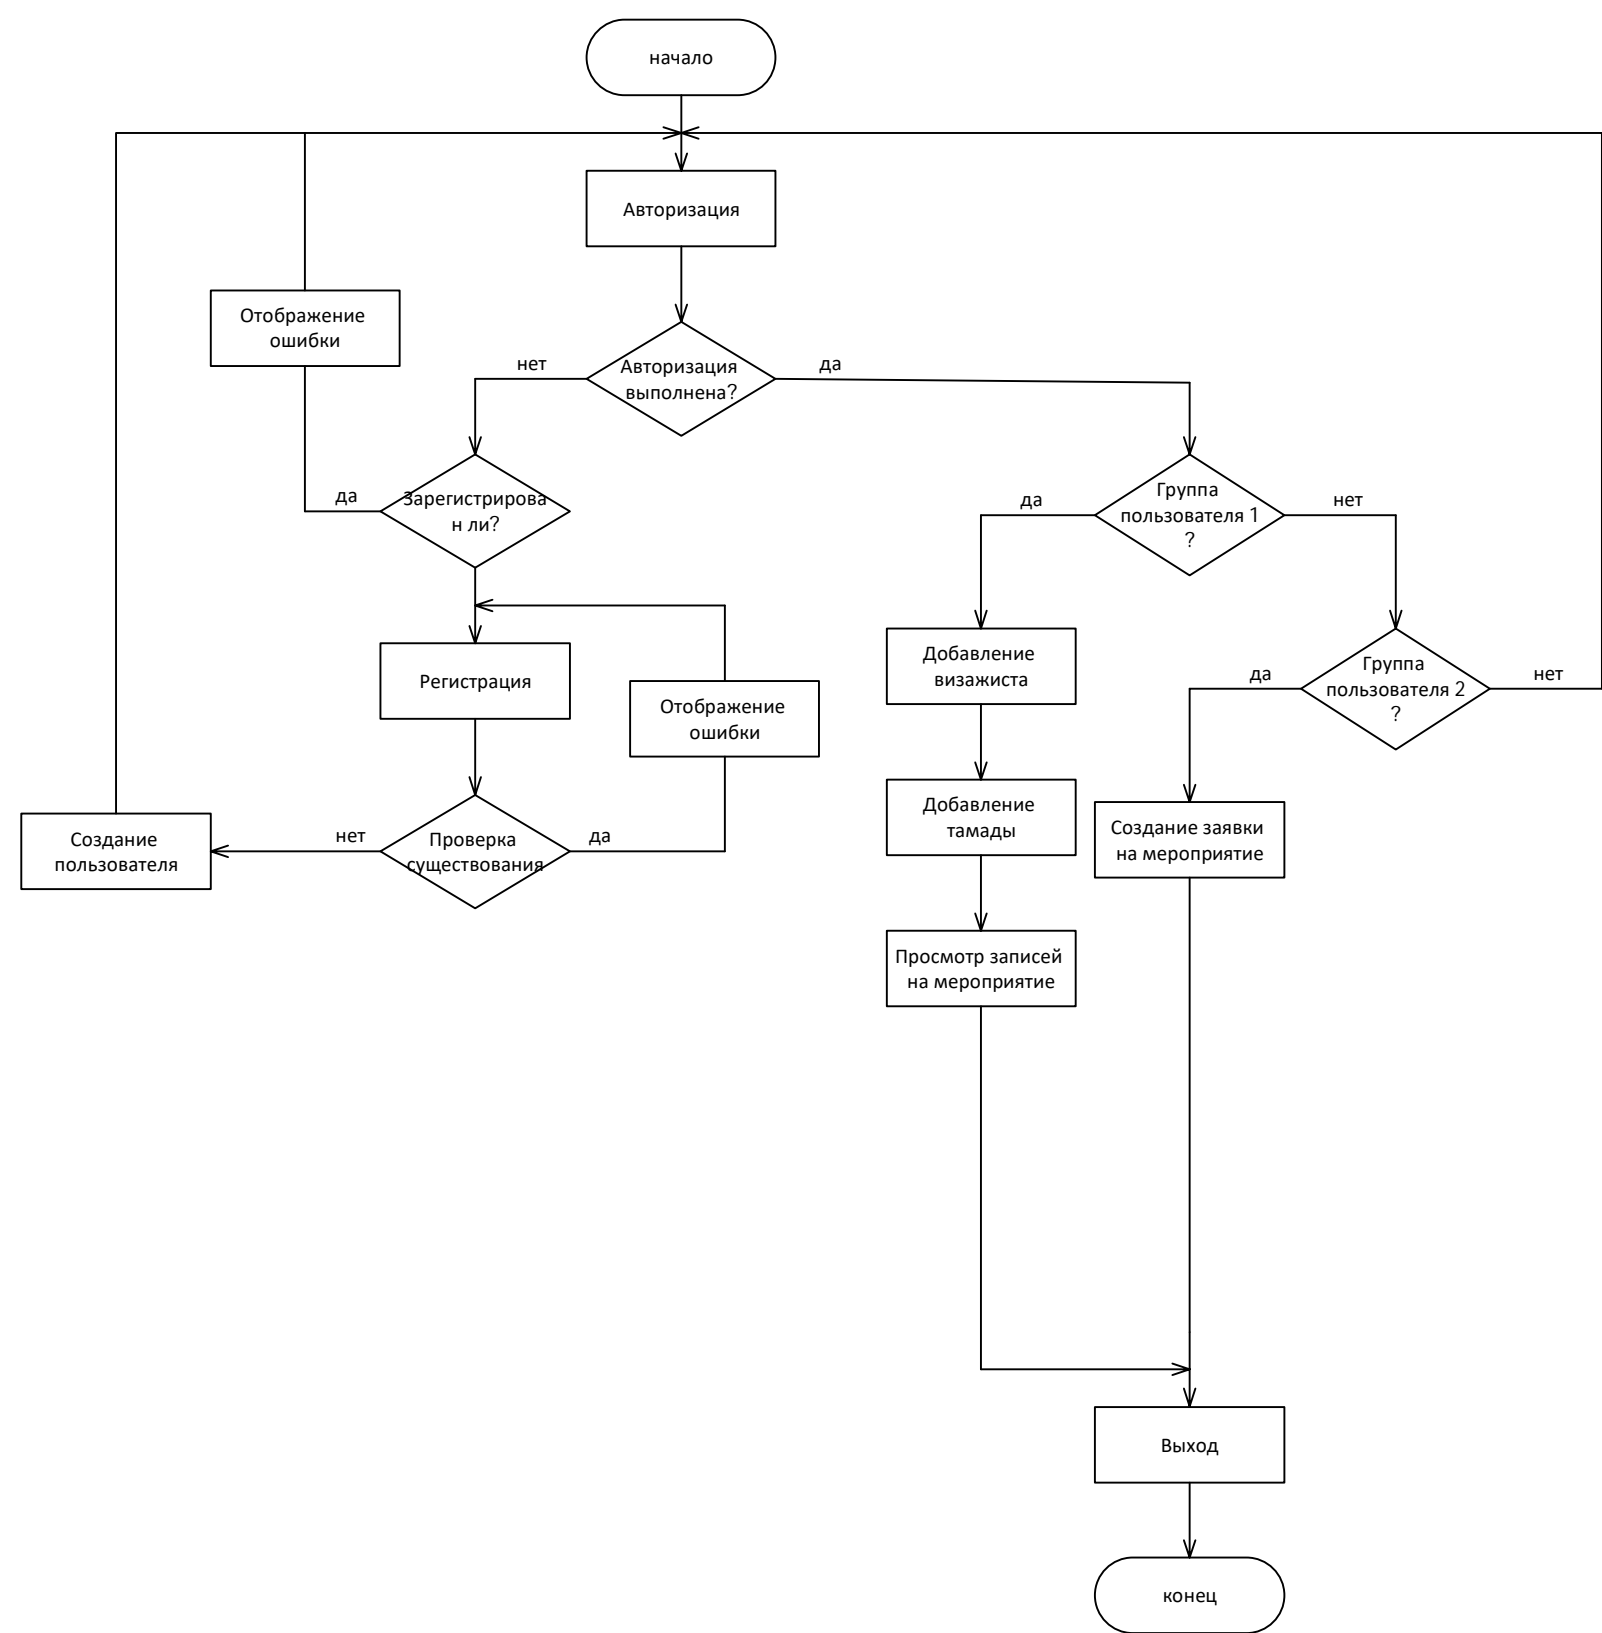 начало
Авторизация
Отображение
ошибки
нет
Авторизация
выполнена?
да
да
Зарегистрирова
н ли?
да
Группа
пользователя 1
?
нет
Регистрация
Отображение
ошибки
Добавление
визажиста
да
Группа
пользователя 2
?
нет
Создание
пользователя
нет
Проверка
существования
да
Добавление
тамады
Создание заявки
на мероприятие
Просмотр записей
на мероприятие
Выход
конец